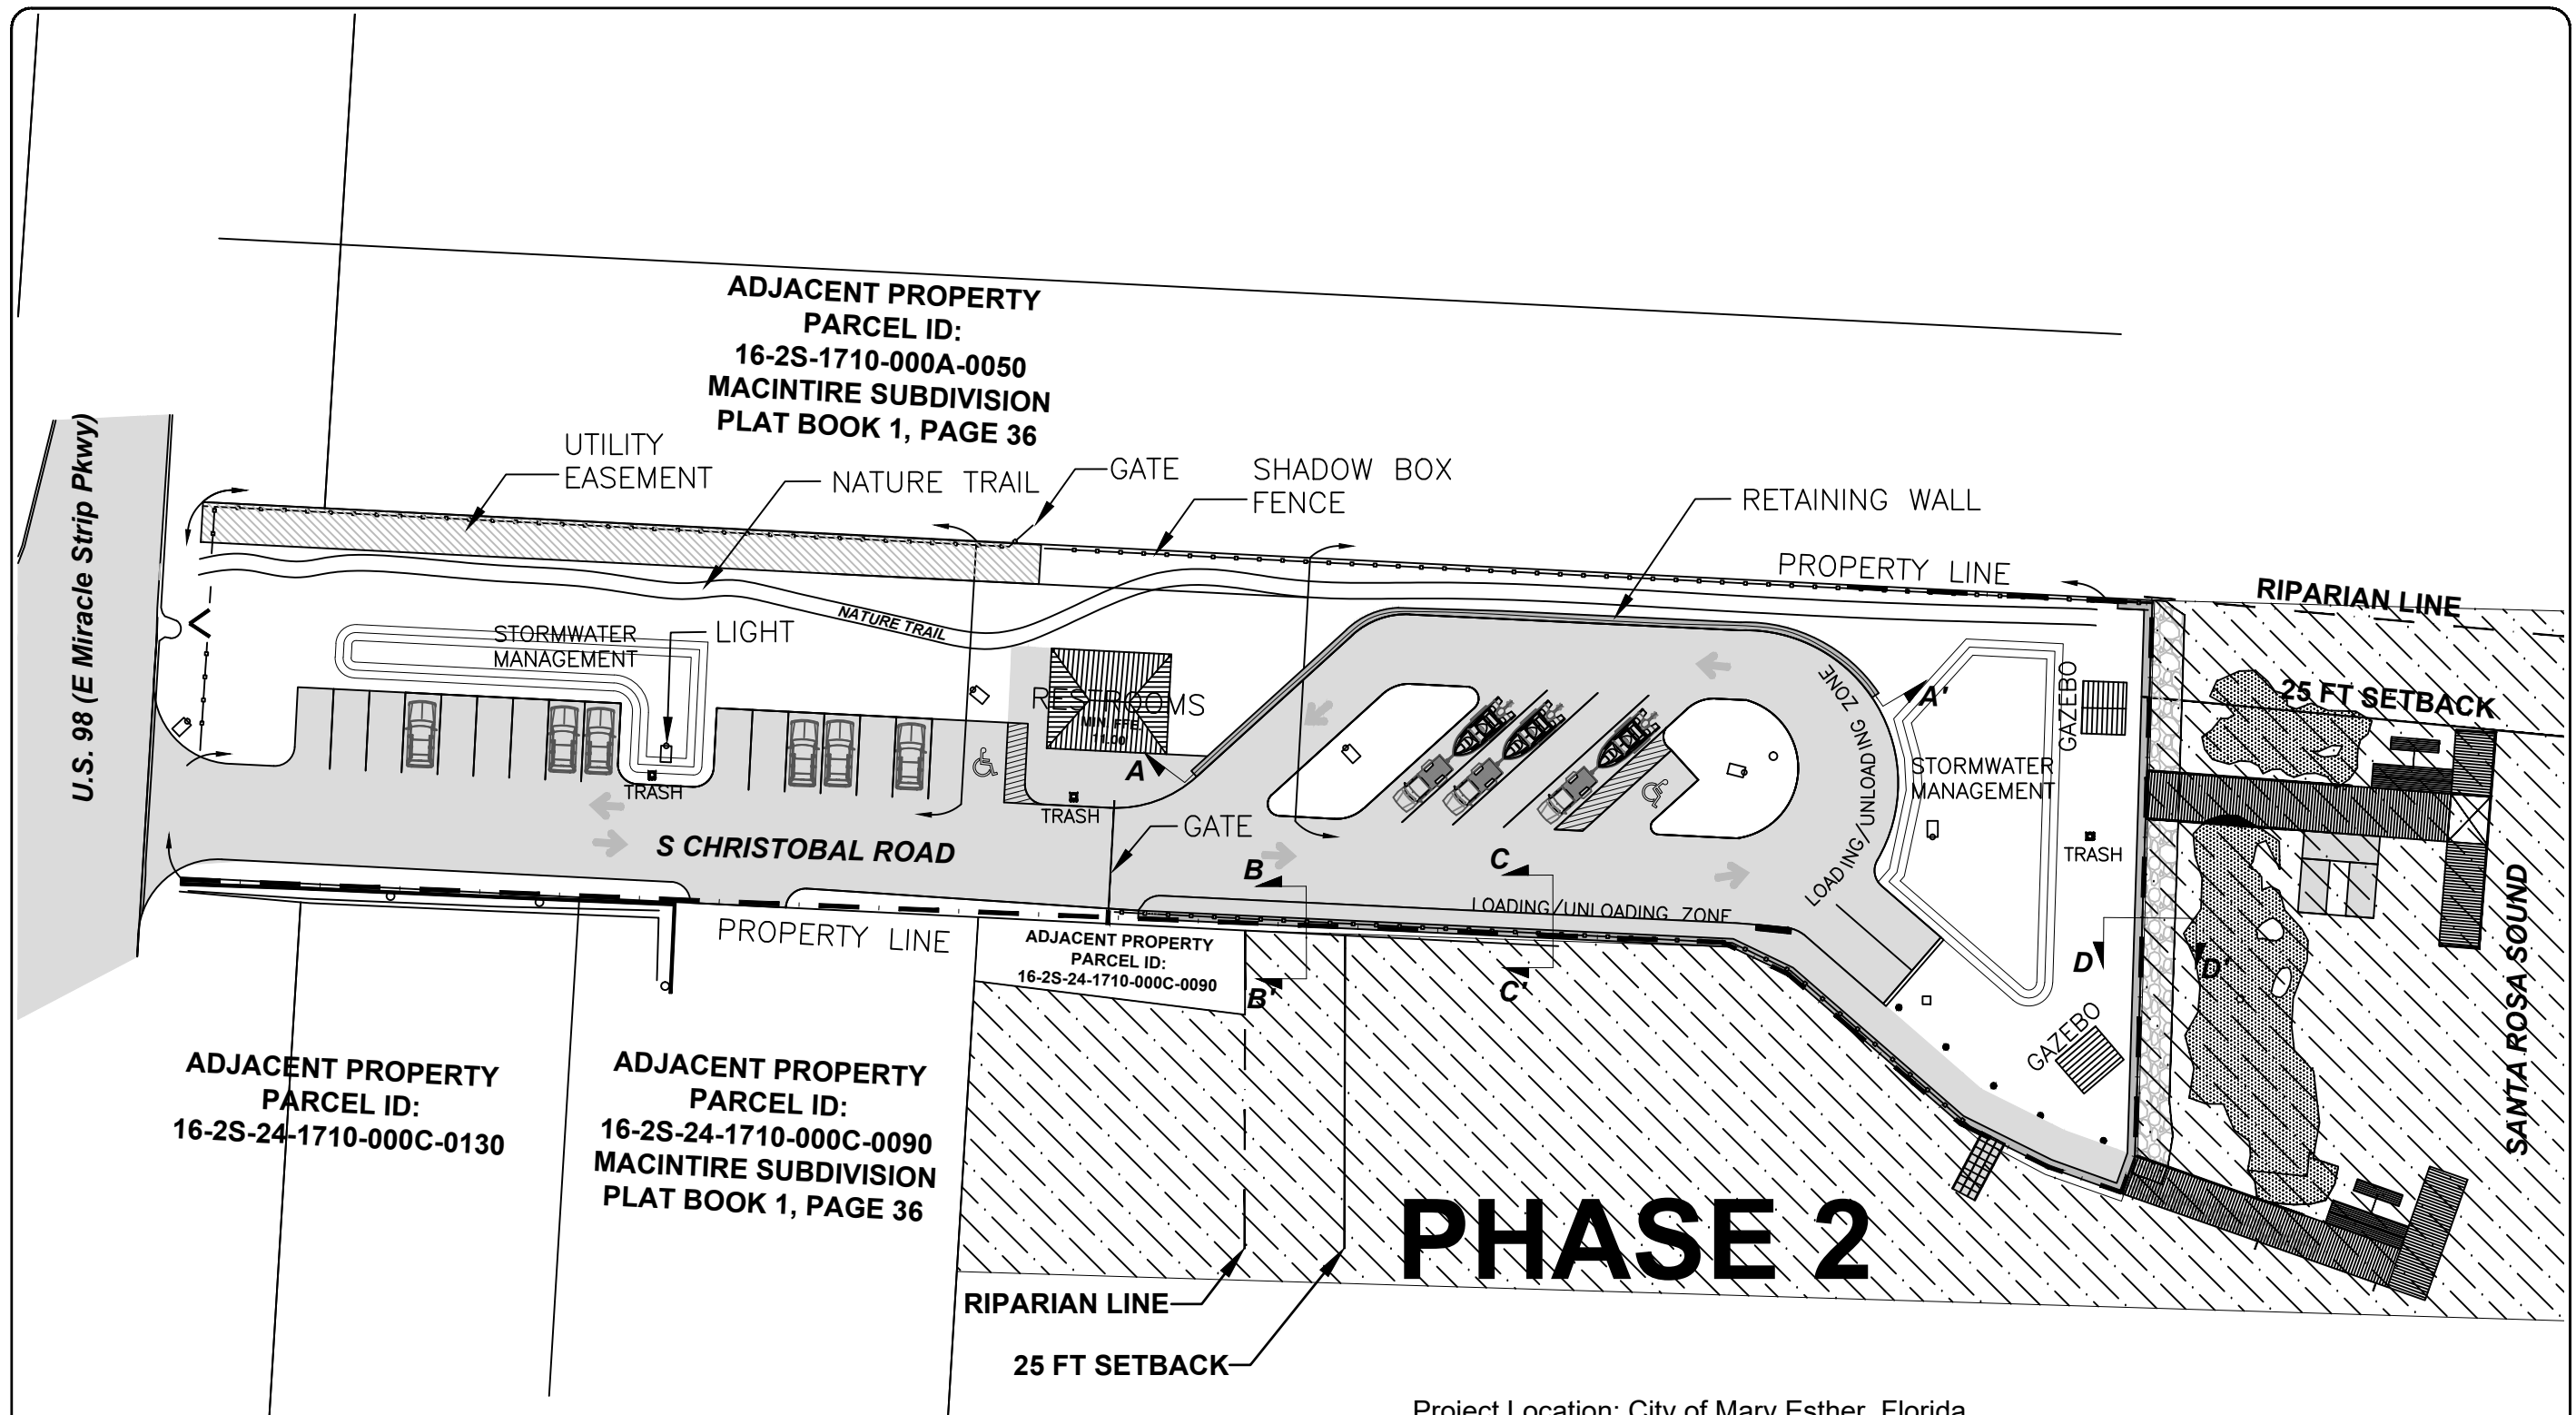 ADJACENT PROPERTY
PARCEL ID:
16-2S-1710-000A-0050
MACINTIRE SUBDIVISION
PLAT BOOK 1, PAGE 36
UTILITY
EASEMENT
NATURE TRAIL
GATE
SHADOW BOX
FENCE
RETAINING WALL
PROPERTY LINE
RIPARIAN LINE
U.S. 98 (E Miracle Strip Pkwy)
NATURE TRAIL
STORMWATER
MANAGEMENT
LIGHT
RESTROOMS
MIN. FFE
11.00
LOADING/UNLOADING ZONE
A'
GAZEBO
25 FT SETBACK
A
STORMWATER
MANAGEMENT
TRASH
TRASH
GATE
TRASH
S CHRISTOBAL ROAD
B
C
LOADING/UNLOADING ZONE
SANTA ROSA SOUND
PROPERTY LINE
ADJACENT PROPERTY
PARCEL ID:
16-2S-24-1710-000C-0090
B'
C'
D
D'
GAZEBO
ADJACENT PROPERTY
PARCEL ID:
16-2S-24-1710-000C-0130
ADJACENT PROPERTY
PARCEL ID:
16-2S-24-1710-000C-0090
MACINTIRE SUBDIVISION
PLAT BOOK 1, PAGE 36
PHASE 2
RIPARIAN LINE
25 FT SETBACK
Project Location: City of Mary Esther, Florida